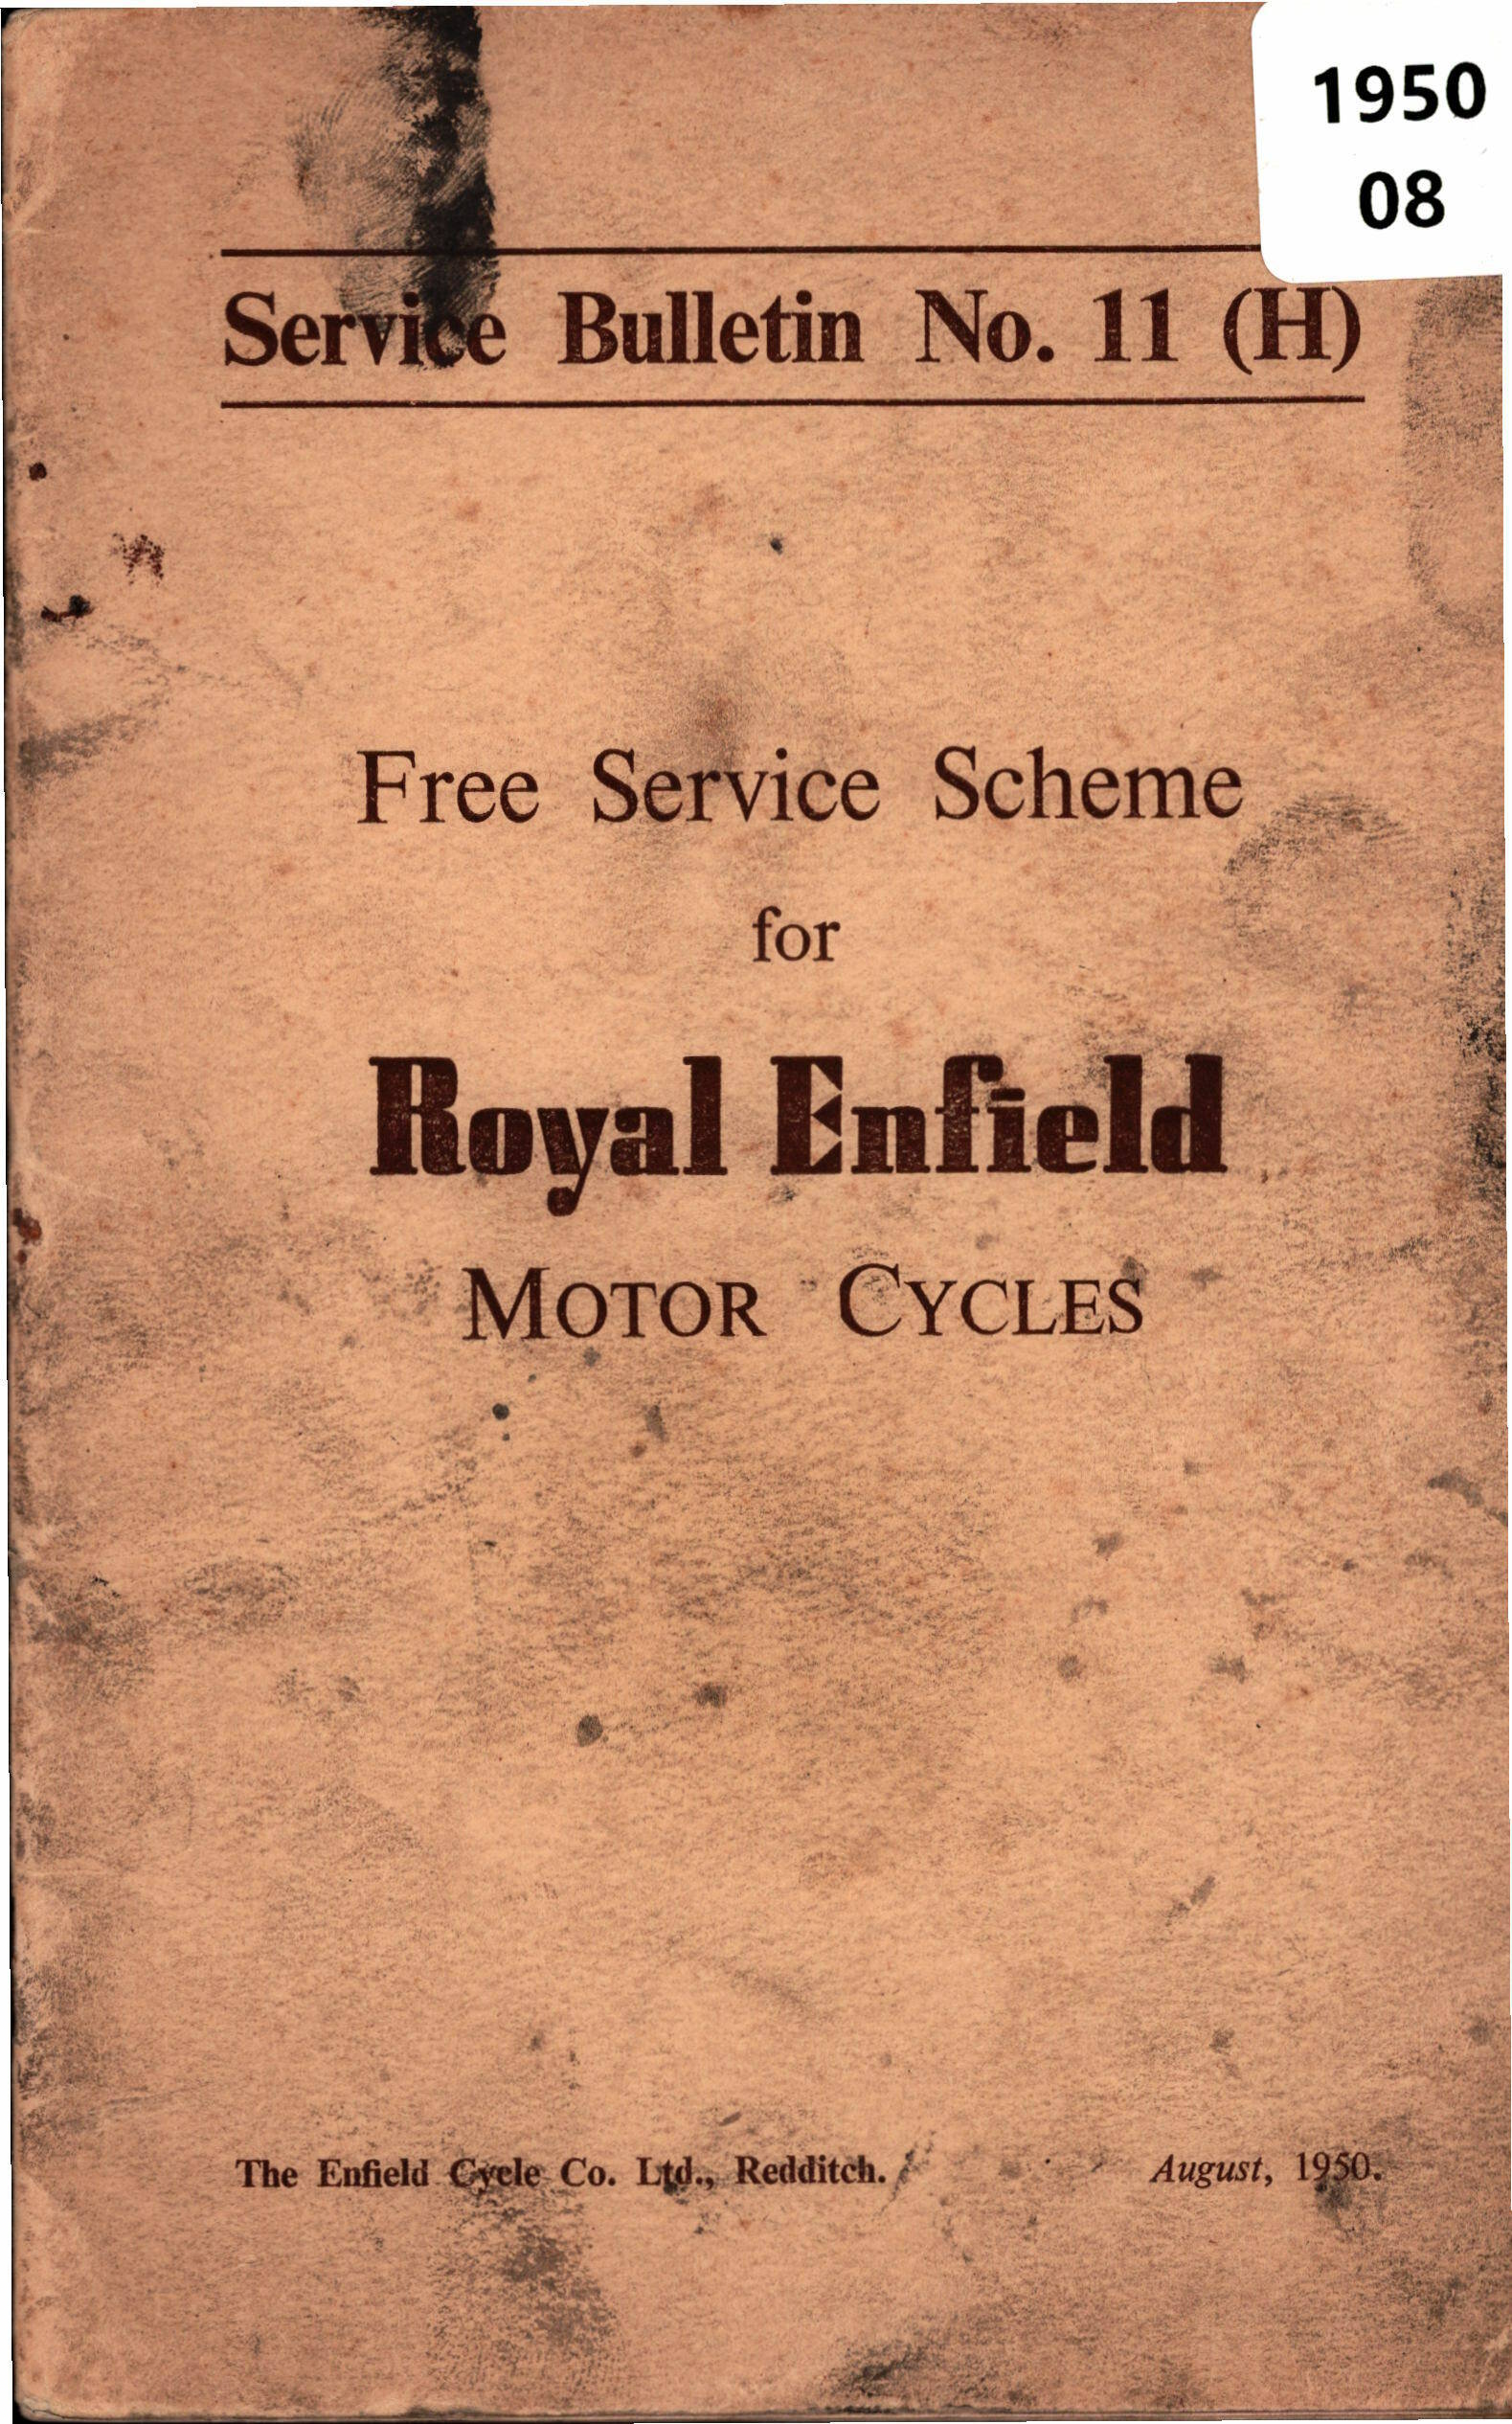 1950
08
Service Bulletin No. 11 (H)
Free Service Scheme
for
Royal Enfield
MOTOR CYCLES
The Enfield Cycle Co. Ltd., Redditch. August, 1950.